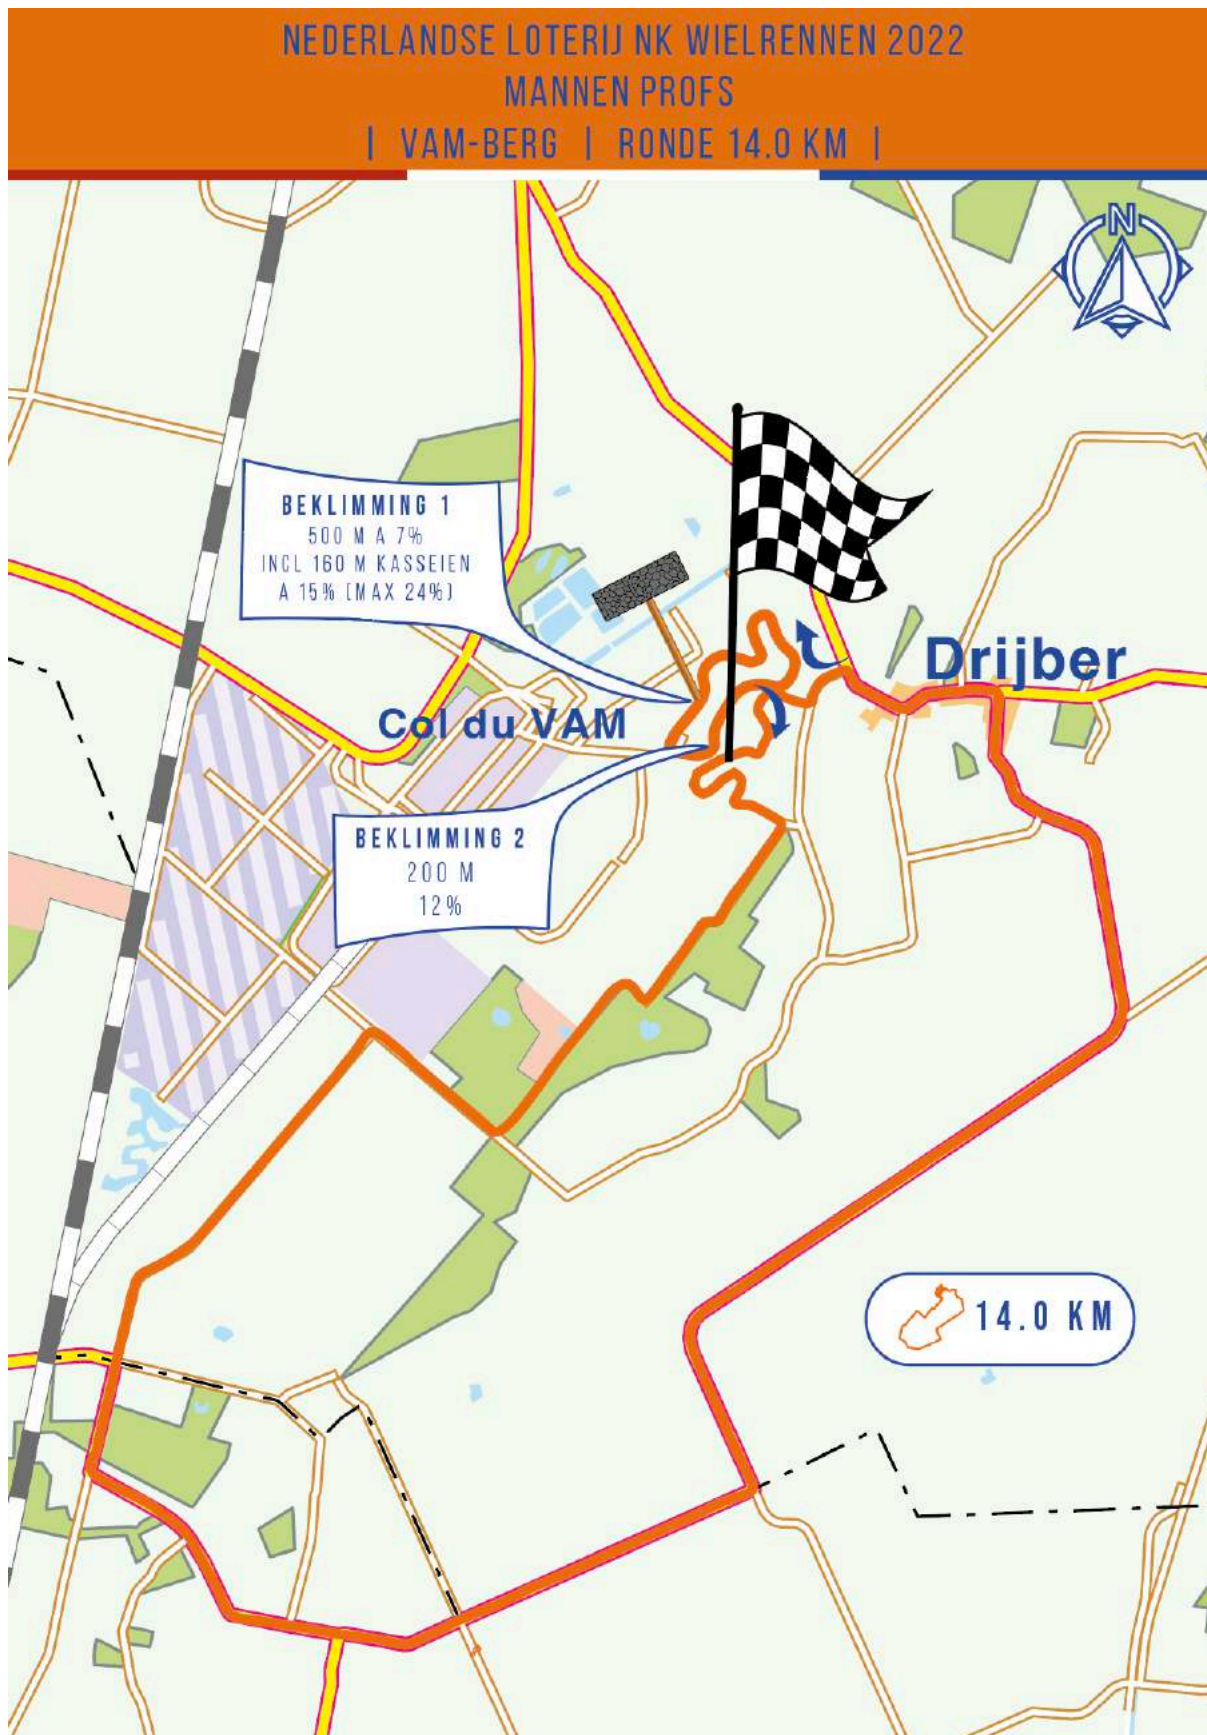 NEDERLANDSE LOTERIJ NK WIELRENNEN 2022
MANNEN PROFS
| VAM-BERG | RONDE 14.0 KM |
N
BEKLIMMING 1
500 M A 7%
INCL 160 M KASSEIEN
A 15% (MAX 24%)
Drijber
Col du VAM
BEKLIMMING 2
200 M
12%
14.0 KM